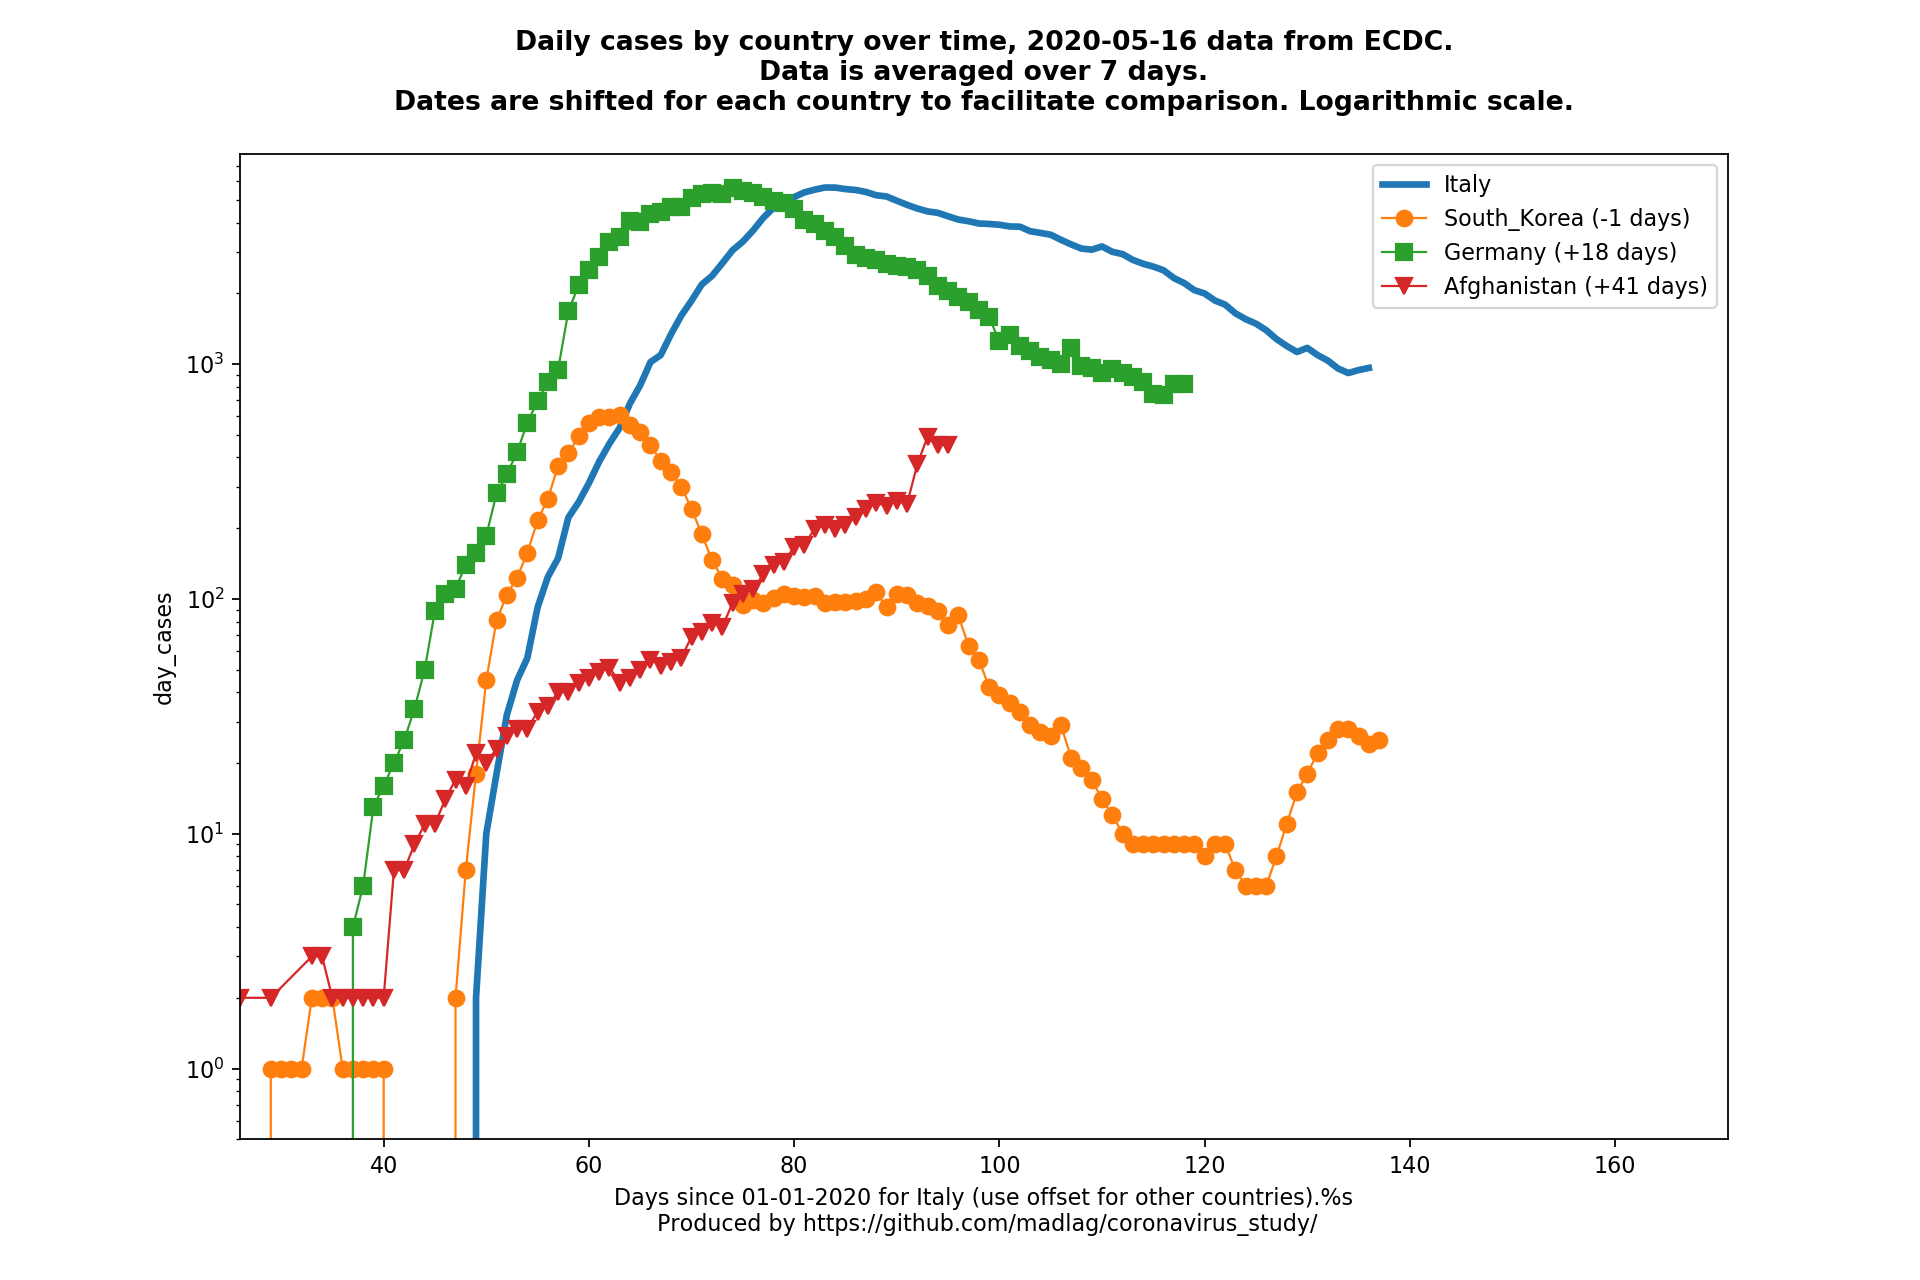 Daily cases by country over time, 2020-05-16 data from ECDC.
Data is averaged over 7 days.
Dates are shifted for each country to facilitate comparison. Logarithmic scale.
Italy
South_Korea (-1 days)
Germany (+18 days)
Afghanistan (+41 days)
day_cases
10³
10²
10¹
10⁰
40 60 80 100 120 140 160
Days since 01-01-2020 for Italy (use offset for other countries).%s
Produced by https://github.com/madlag/coronavirus_study/